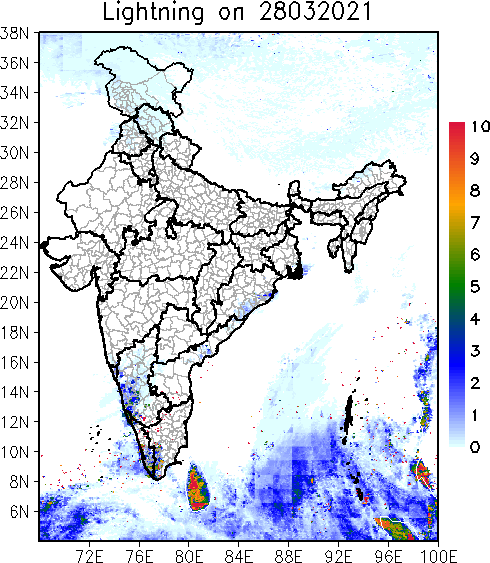 Lightning on 28032021
38N
36N
34N
32N
30N
28N
26N
24N
22N
20N
18N
16N
14N
12N
10N
8N
6N
72E 76E 80E 84E 88E 92E 96E 100E
10
9
8
7
6
5
4
3
2
1
0